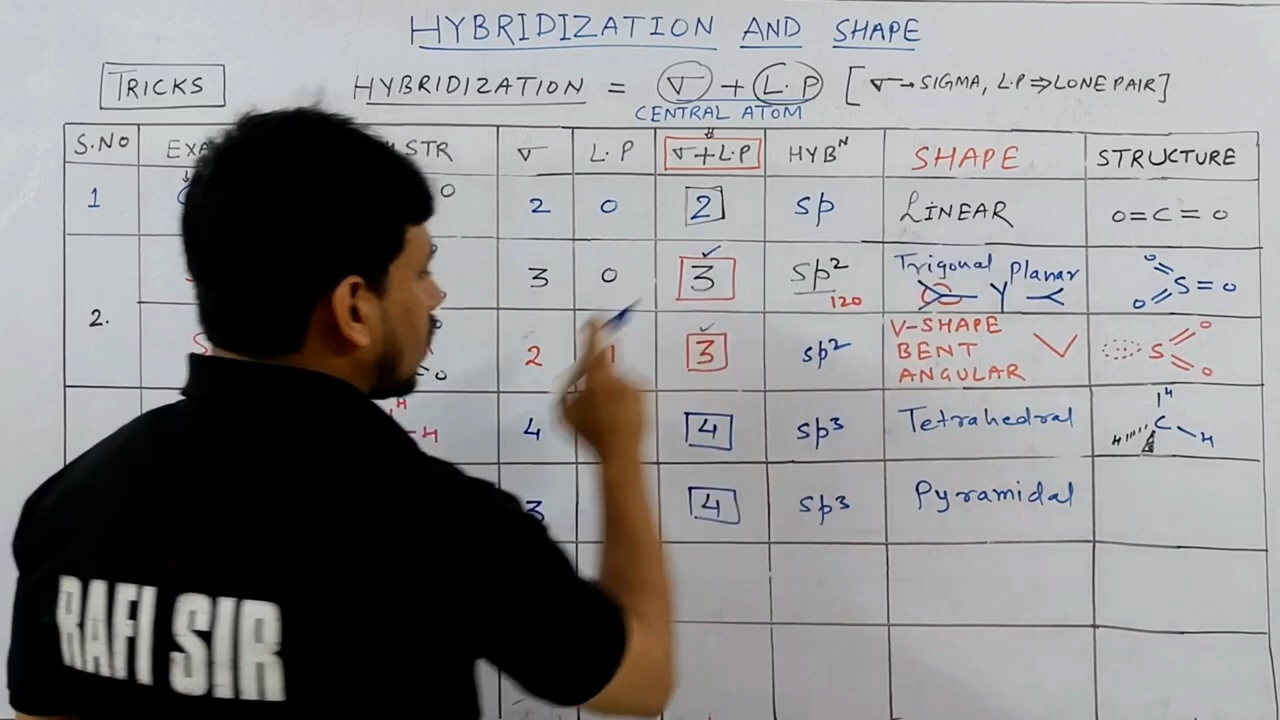 HYBRIDIZATION AND SHAPE
TRICKS
HYBRIDIZATION = σ + L.P [σ→SIGMA, L.P⇒LONE PAIR]
CENTRAL ATOM
S.NO EXA STR σ L.P σ+L.P HYBᴺ SHAPE STRUCTURE
1 O 2 0 2 sp LINEAR O=C=O
2. 3 0 3 sp² 120 Trigonal Planar O S=O O
S 2 1 3 sp² V-SHAPE S O O
BENT
ANGULAR
H -H 4 4 sp³ Tetrahedral H C H H
3 4 sp³ Pyramidal
RAFI SIR